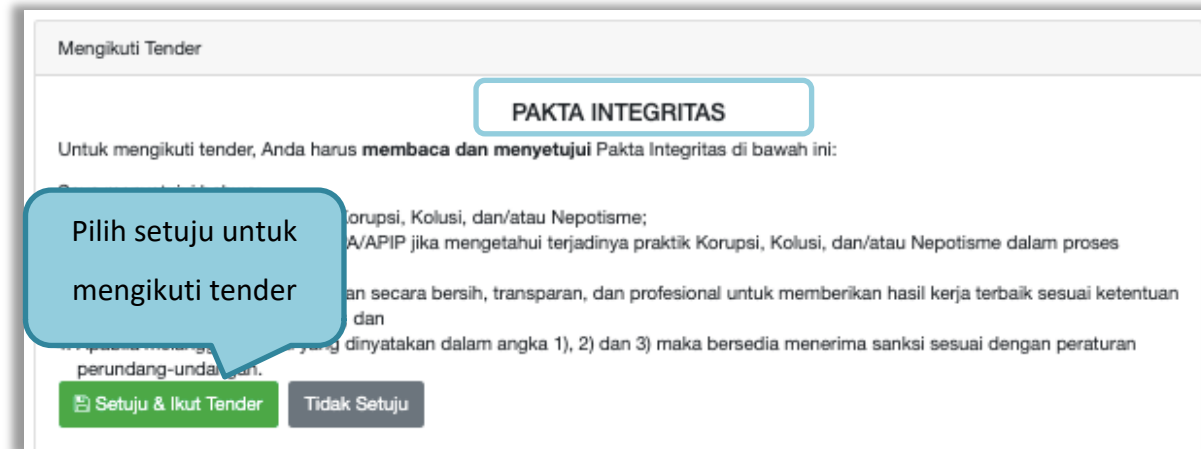 Mengikuti Tender
PAKTA INTEGRITAS
Untuk mengikuti tender, Anda harus membaca dan menyetujui Pakta Integritas di bawah ini:
Korupsi, Kolusi, dan/atau Nepotisme;
A/APIP jika mengetahui terjadinya praktik Korupsi, Kolusi, dan/atau Nepotisme dalam proses
an secara bersih, transparan, dan profesional untuk memberikan hasil kerja terbaik sesuai ketentuan
dan
yang dinyatakan dalam angka 1), 2) dan 3) maka bersedia menerima sanksi sesuai dengan peraturan
perundang-undangan.
Pilih setuju untuk
mengikuti tender
Setuju & Ikut Tender
Tidak Setuju